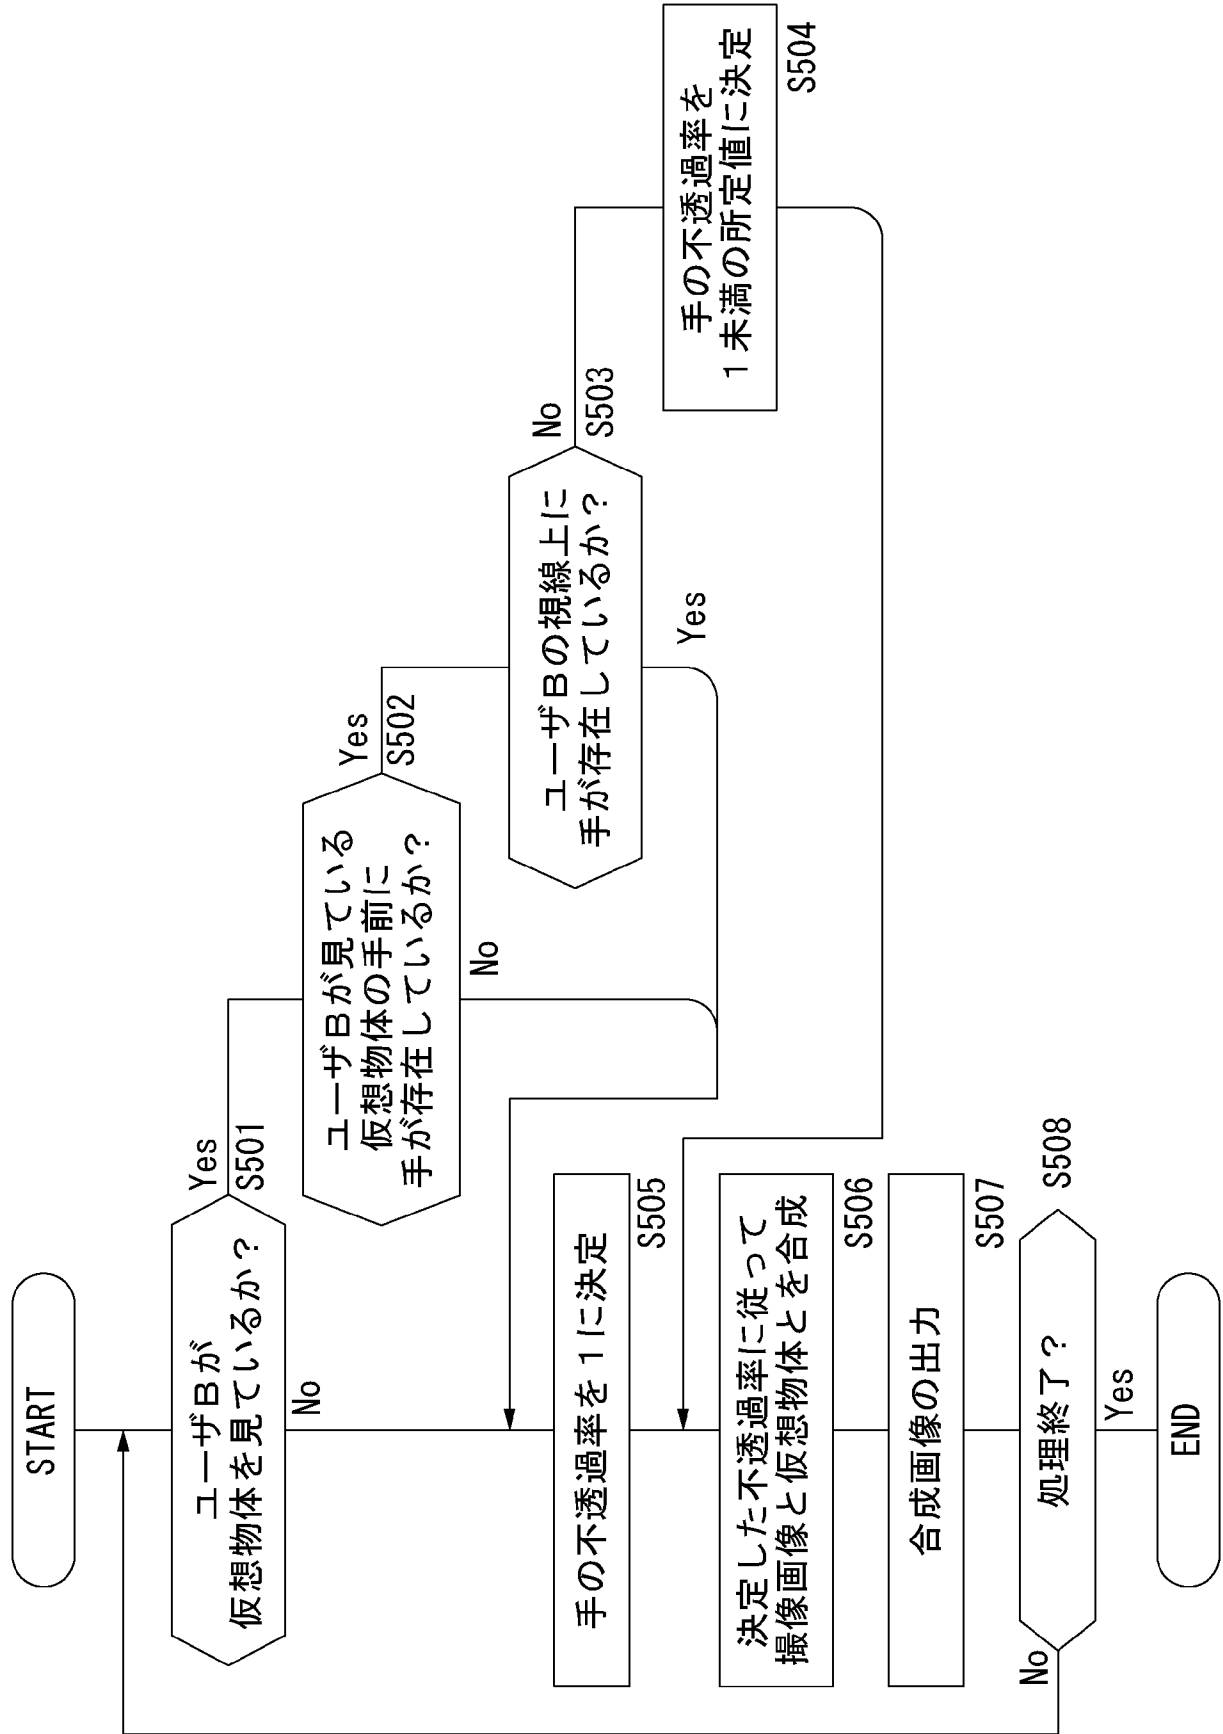 START
ユーザBが
仮想物体を見ているか?
Yes
S501
No
ユーザBが見ている
仮想物体の手前に
手が存在しているか?
Yes
S502
No
ユーザBの視線上に
手が存在しているか?
No
S503
Yes
手の不透過率を
1未満の所定値に決定
S504
手の不透過率を1に決定
S505
決定した不透過率に従って
撮像画像と仮想物体とを合成
S506
合成画像の出力
S507
処理終了?
S508
No
Yes
END